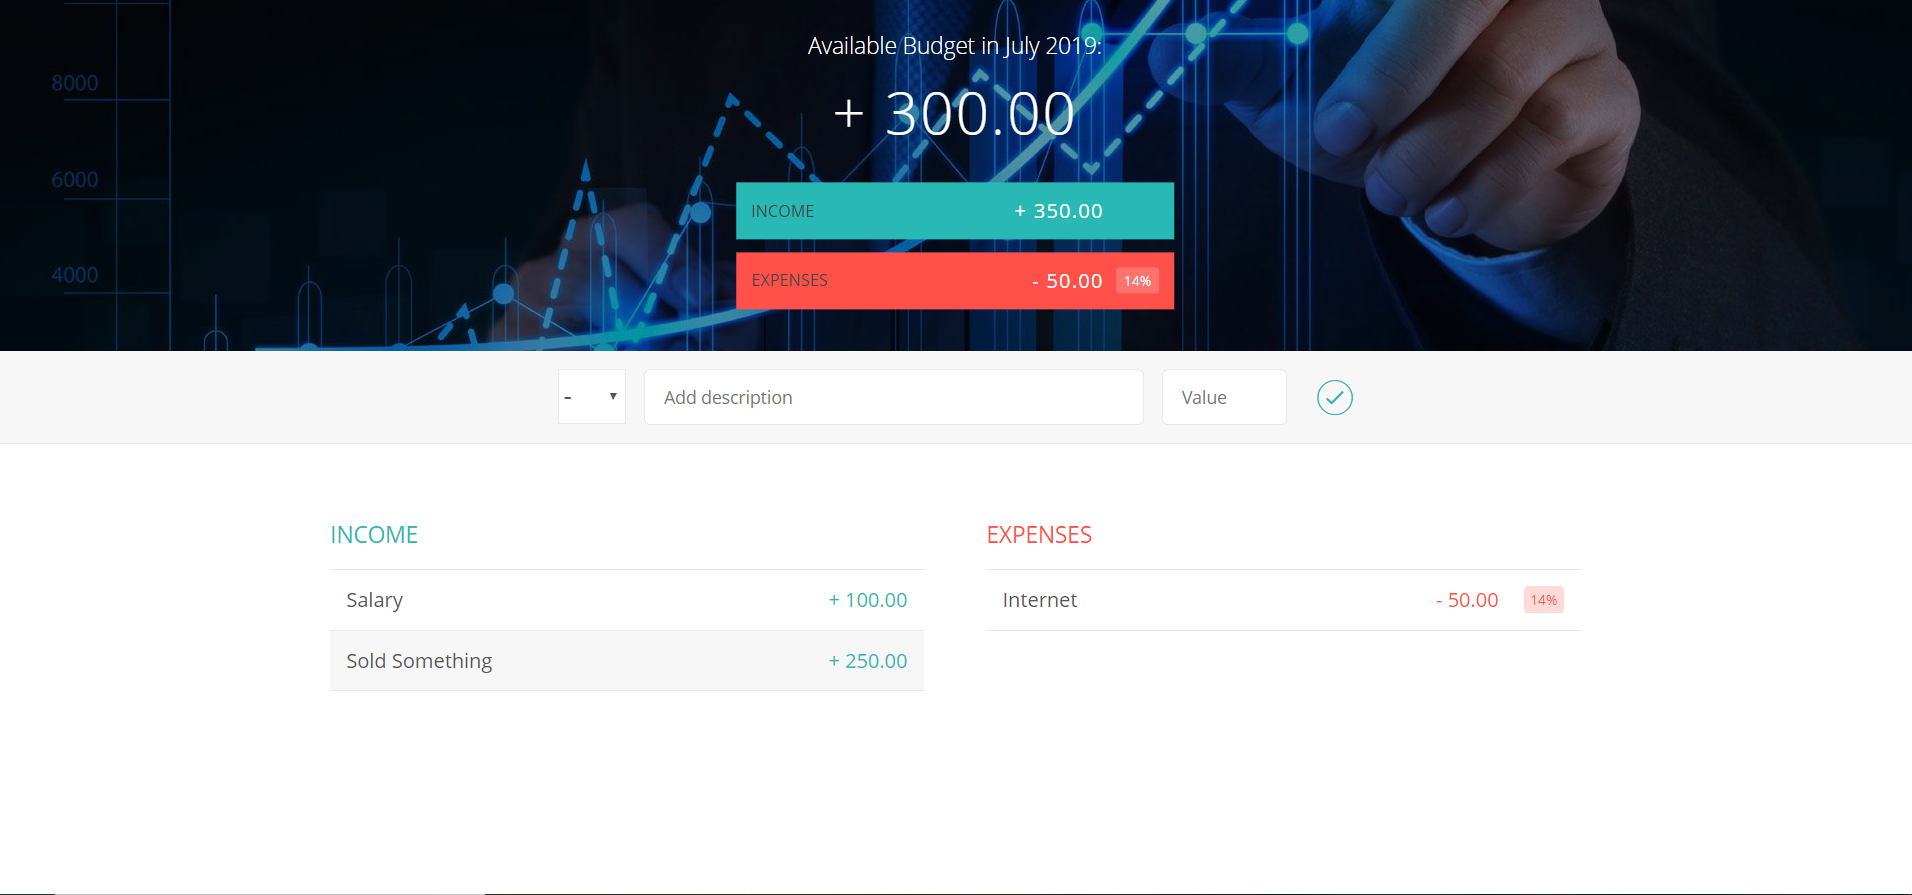 8000
6000
4000
Available Budget in July 2019:
+ 300.00
INCOME + 350.00
EXPENSES - 50.00 14%
- ▼ Add description Value
INCOME
Salary + 100.00
Sold Something + 250.00
EXPENSES
Internet - 50.00 14%